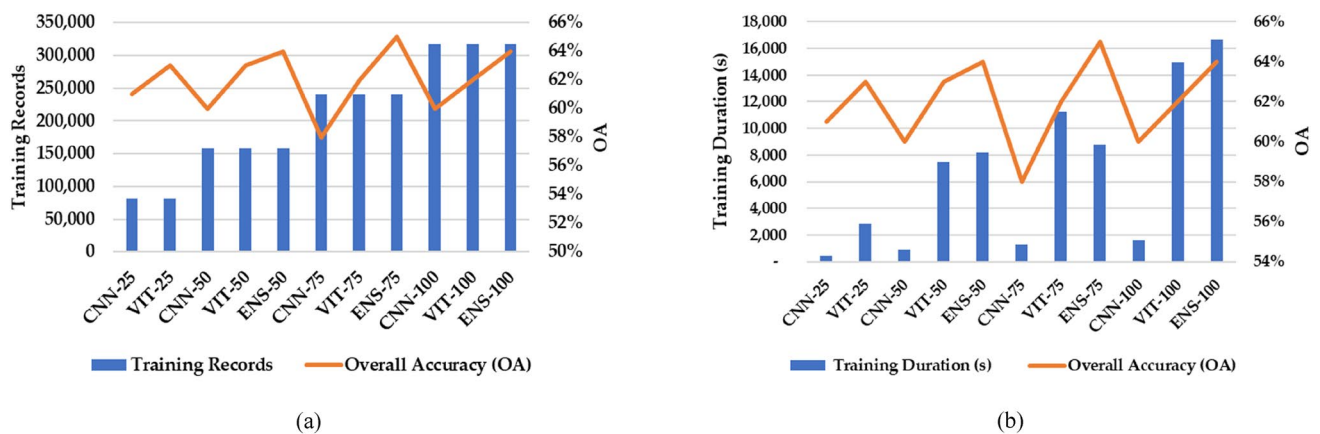 350,000
300,000
250,000
200,000
150,000
100,000
50,000
0
Training Records
66%
64%
62%
60%
58%
56%
54%
52%
50%
OA
CNN-25
VIT-25
CNN-50
VIT-50
ENS-50
CNN-75
VIT-75
ENS-75
CNN-100
VIT-100
ENS-100
Training Records
Overall Accuracy (OA)
(a)
18,000
16,000
14,000
12,000
10,000
8,000
6,000
4,000
2,000
-
Training Duration (s)
66%
64%
62%
60%
58%
56%
54%
OA
CNN-25
VIT-25
CNN-50
VIT-50
ENS-50
CNN-75
VIT-75
ENS-75
CNN-100
VIT-100
ENS-100
Training Duration (s)
Overall Accuracy (OA)
(b)